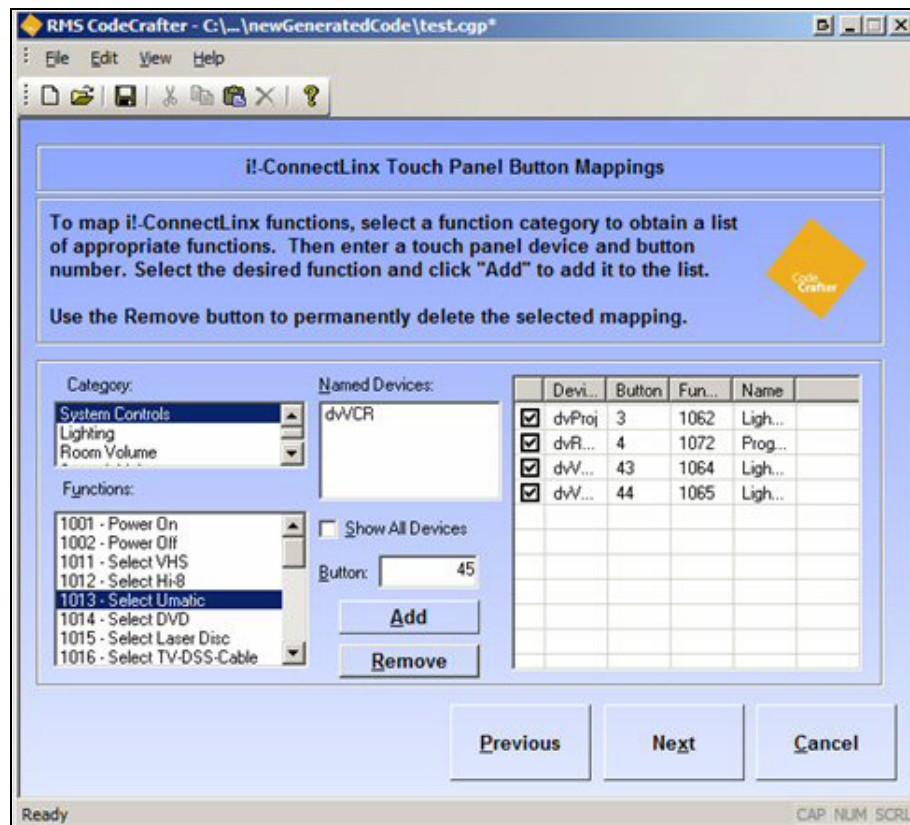 RMS CodeCrafter - C:\...\newGeneratedCode\test.cgp*
File Edit View Help
i!-ConnectLinx Touch Panel Button Mappings
To map i!-ConnectLinx functions, select a function category to obtain a list
of appropriate functions. Then enter a touch panel device and button
number. Select the desired function and click "Add" to add it to the list.
Use the Remove button to permanently delete the selected mapping.
Code
Crafter
Category:
System Controls
Lighting
Room Volume
Functions:
1001 - Power On
1002 - Power Off
1011 - Select VHS
1012 - Select Hi-8
1013 - Select Umatic
1014 - Select DVD
1015 - Select Laser Disc
1016 - Select TV-DSS-Cable
Named Devices:
dvVCR
Show All Devices
Button: 45
Add
Remove
Devi... Button Fun... Name
dvProj 3 1062 Ligh...
dvR... 4 1072 Prog...
dvV... 43 1064 Ligh...
dvV... 44 1065 Ligh...
Previous Next Cancel
Ready CAP NUM SCRL